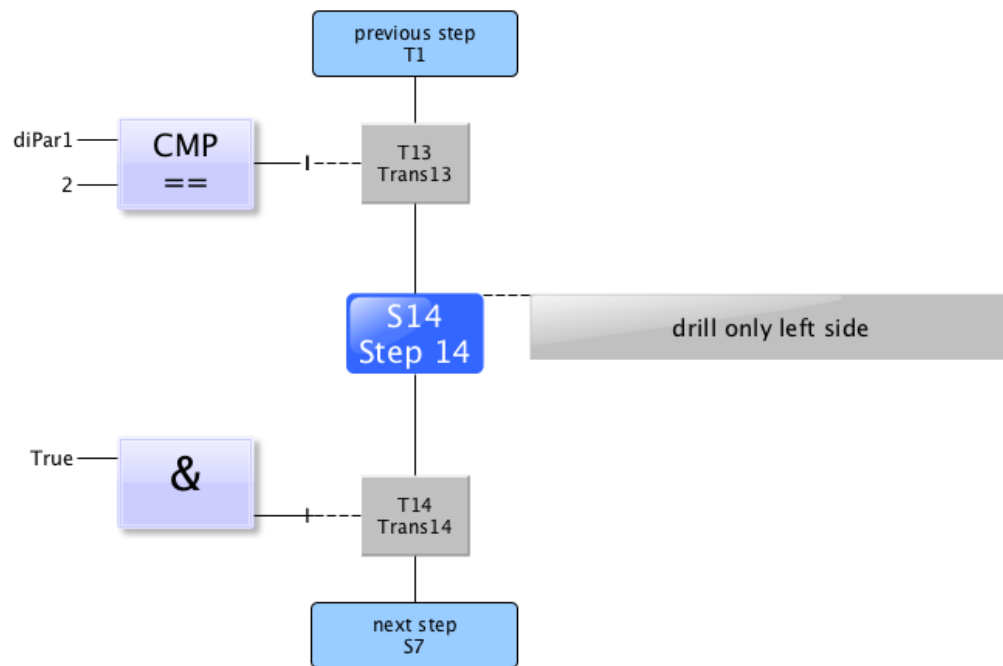 previous step
T1
diPar1
CMP
==
2
T13
Trans13
S14
Step 14
drill only left side
True
&
T14
Trans14
next step
S7